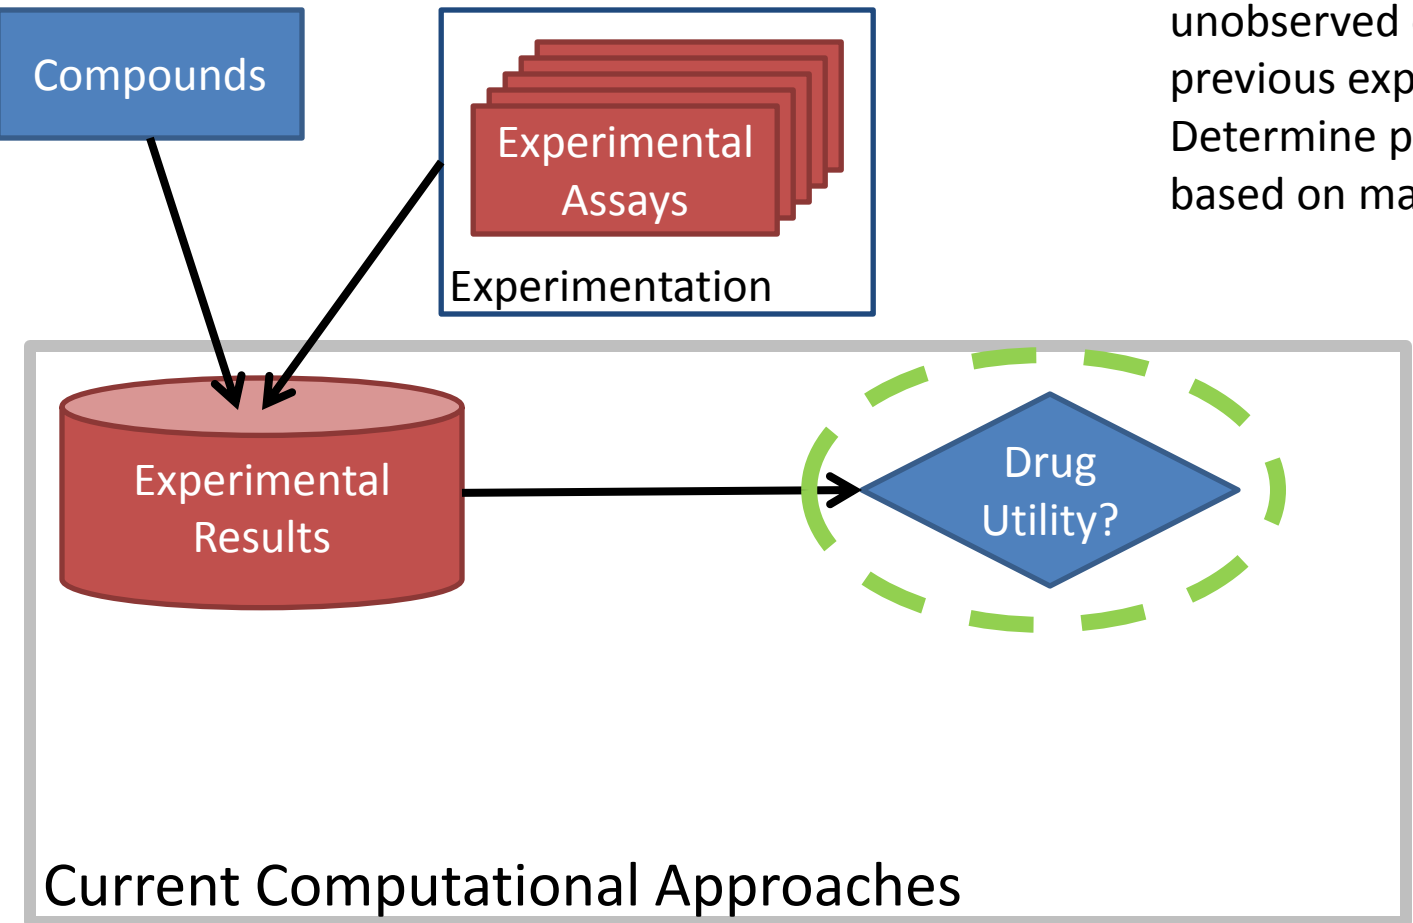 Compounds
Experimental
Assays
Experimentation
unobserved
previous exp
Determine p
based on ma
Experimental
Results
Drug
Utility?
Current Computational Approaches